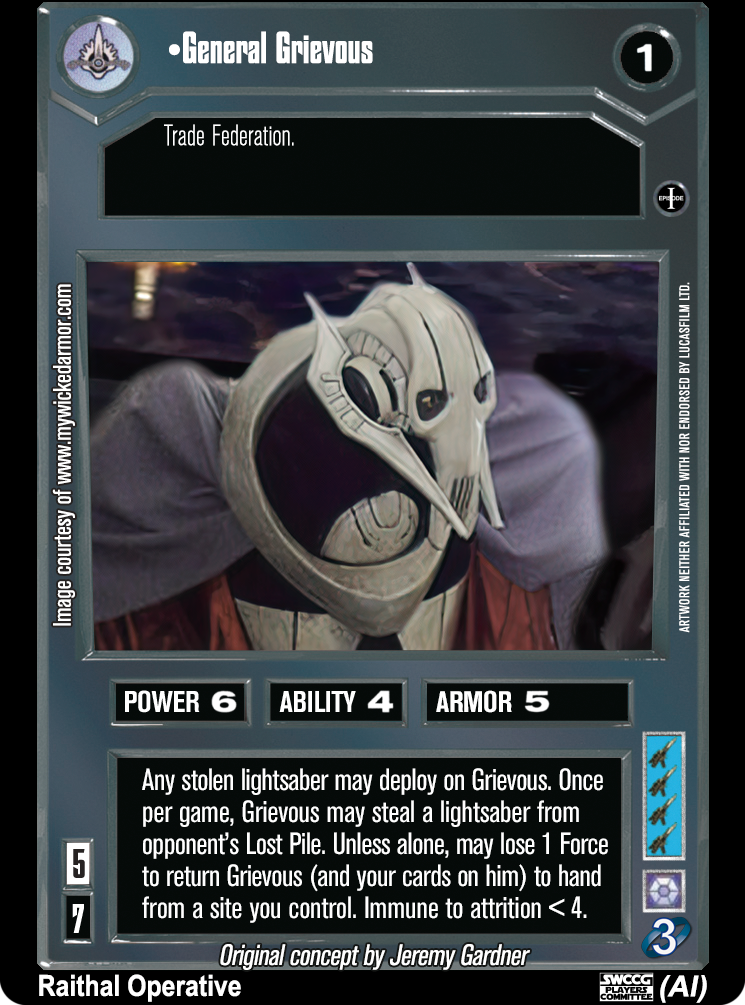 •General Grievous
1
Trade Federation.
EPISODE
I
Image courtesy of www.mywickedarmor.com
ARTWORK NEITHER AFFILIATED WITH NOR ENDORSED BY LUCASFILM LTD.
POWER 6
ABILITY 4
ARMOR 5
Any stolen lightsaber may deploy on Grievous. Once
per game, Grievous may steal a lightsaber from
opponent's Lost Pile. Unless alone, may lose 1 Force
to return Grievous (and your cards on him) to hand
from a site you control. Immune to attrition < 4.
5
7
3
Original concept by Jeremy Gardner
Raithal Operative
SWCCG
PLAYERS
COMMITTEE
(AI)